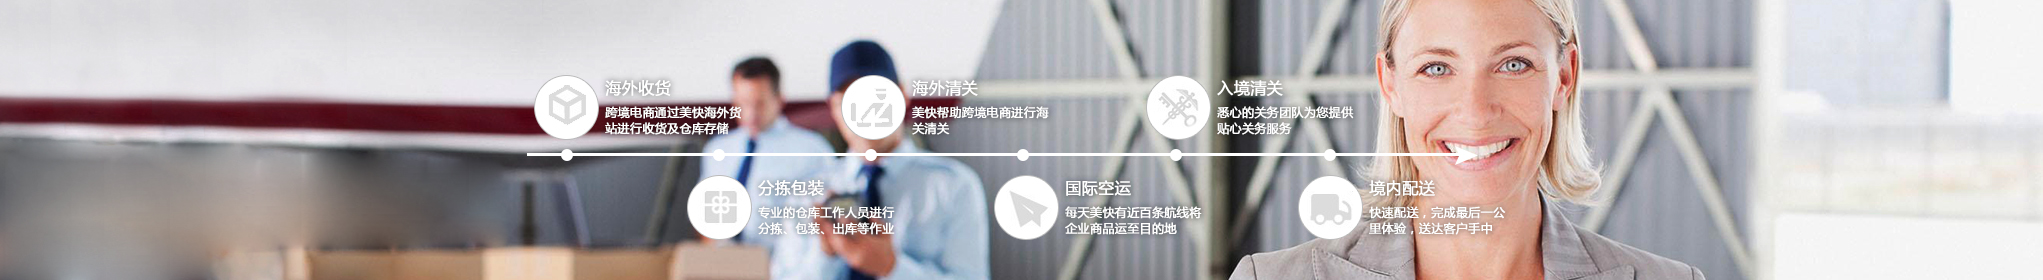 海外收货
跨境电商通过美快海外货
站进行收货及仓库存储
分拣包装
专业的仓库工作人员进行
分拣、包装、出库等作业
海外清关
美快帮助跨境电商进行海
关清关
国际空运
每天美快有近百条航线将
企业商品运至目的地
入境清关
悉心的关务团队为您提供
贴心关务服务
境内配送
快速配送，完成最后一公
里体验，送达客户手中